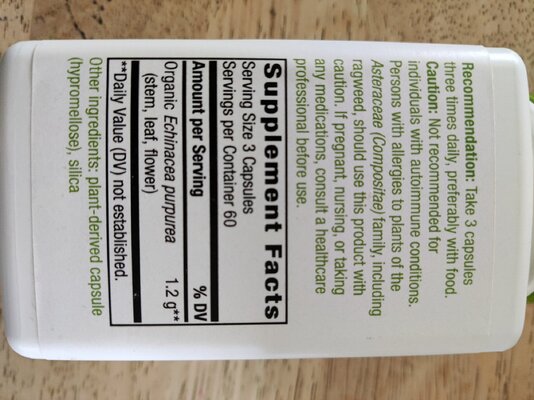 Recommendation: Take 3 capsules
three times daily, preferably with food.
Caution: Not recommended for
individuals with autoimmune conditions.
Persons with allergies to plants of the
Asteraceae (Compositae) family, including
ragweed, should use this product with
caution. If pregnant, nursing, or taking
any medications, consult a healthcare
professional before use.
Supplement Facts
Serving Size 3 Capsules
Servings per Container 60
Amount per Serving % DV
Organic Echinacea purpurea 1.2 g**
(stem, leaf, flower)
**Daily Value (DV) not established.
Other ingredients: plant-derived capsule
(hypromellose), silica